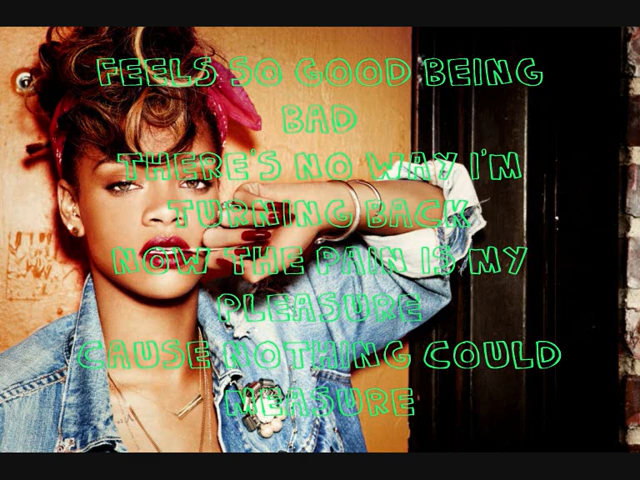 FEELS SO GOOD BEING
BAD
THERE'S NO WAY I'M
TURNING BACK
NOW THE PAIN IS MY
PLEASURE
CAUSE NOTHING COULD
MEASURE